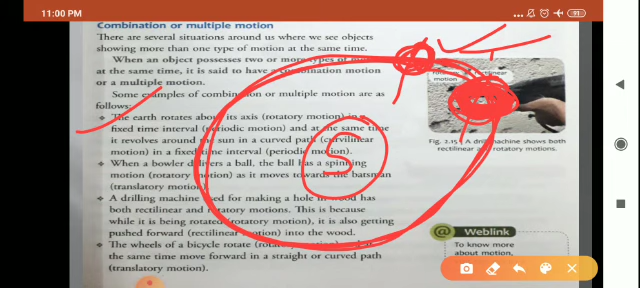 11:00 PM
91
Combination or multiple motion
There are several situations around us where we see objects
showing more than one type of motion at the same time.
When an object possesses two or more types of
at the same time, it is said to have a combination motion
or a multiple motion.
Some examples of combination or multiple motion are as
follows:
The earth rotates about its axis (rotatory motion) in
fixed time interval (periodic motion) and at the same time
it revolves around the sun in a curved path (curvilinear
motion) in a fixed time interval (periodic motion).
When a bowler delivers a ball, the ball has a spinning
motion (rotatory motion) as it moves towards the batsman
(translatory motion)
A drilling machine used for making a hole in wood has
both rectilinear and rotatory motions. This is because
while it is being rotated (rotatory motion), it is also getting
pushed forward (rectilinear motion) into the wood.
The wheels of a bicycle rotate (rotatory motion)
the same time move forward in a straight or curved path
(translatory motion).
S
rectilinear
motion
Fig. 2.15 A drill machine shows both
rectilinear and rotatory motions.
@ Weblink
To know more
about motion,